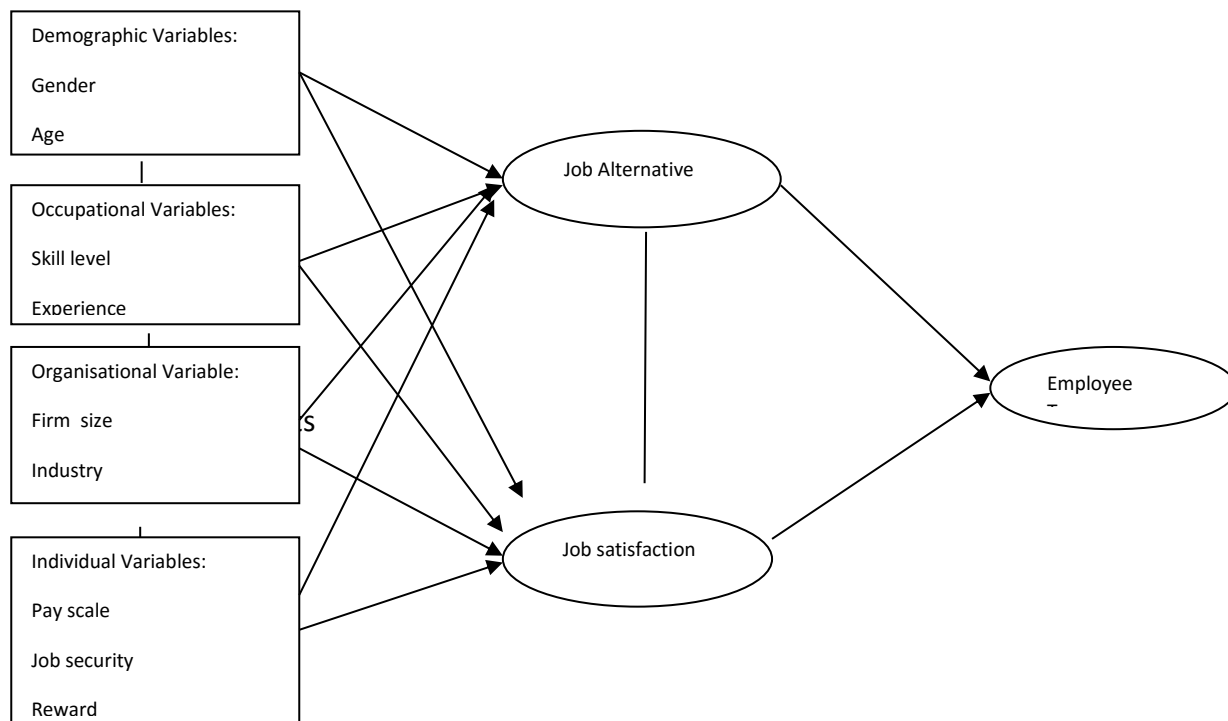 Demographic Variables:
Gender
Age
Occupational Variables:
Skill level
Experience
Organisational Variable:
Firm size
Industry
Individual Variables:
Pay scale
Job security
Reward
Job Alternative
Job satisfaction
Employee